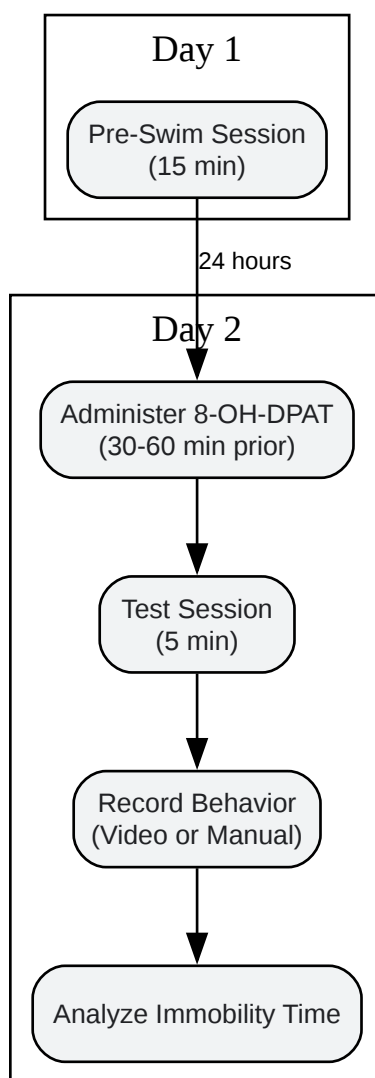 Day 1
Pre-Swim Session
(15 min)
24 hours
Day 2
Administer 8-OH-DPAT
(30-60 min prior)
Test Session
(5 min)
Record Behavior
(Video or Manual)
Analyze Immobility Time